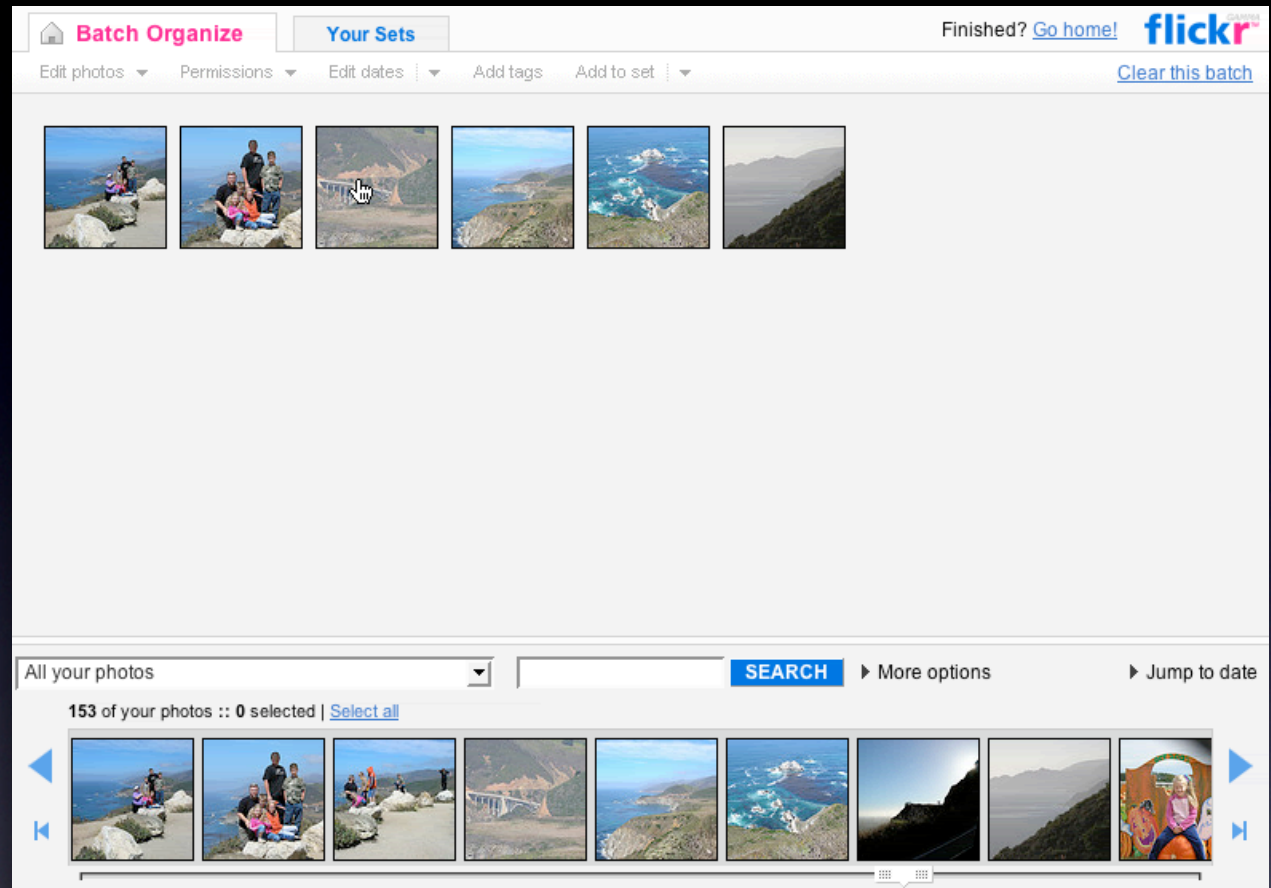 Batch Organize
Your Sets
Finished? Go home!
flickr
GAMMA
Edit photos
Permissions
Edit dates
Add tags
Add to set
Clear this batch
All your photos
SEARCH
More options
Jump to date
153 of your photos :: 0 selected | Select all